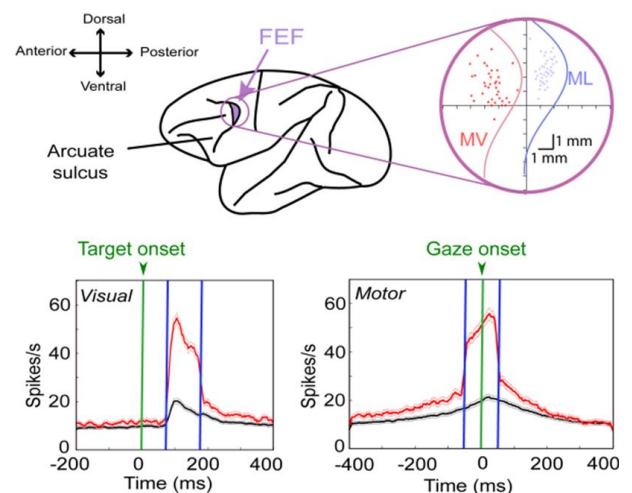 Dorsal
Anterior
Posterior
Ventral
FEF
Arcuate
sulcus
ML
MV
1 mm
1 mm
Target onset
Gaze onset
Visual
Motor
Spikes/s
60
40
20
0
-200
0
200
400
Time (ms)
Spikes/s
60
40
20
0
-400
-200
0
200
400
Time (ms)